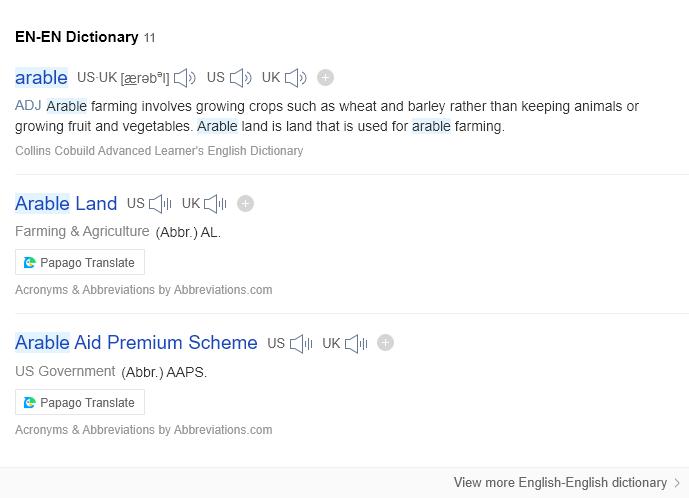 EN-EN Dictionary 11
arable US·UK [ærəbᵊl] US UK
ADJ Arable farming involves growing crops such as wheat and barley rather than keeping animals or
growing fruit and vegetables. Arable land is land that is used for arable farming.
Collins Cobuild Advanced Learner's English Dictionary
Arable Land US UK
Farming & Agriculture (Abbr.) AL.
Papago Translate
Acronyms & Abbreviations by Abbreviations.com
Arable Aid Premium Scheme US UK
US Government (Abbr.) AAPS.
Papago Translate
Acronyms & Abbreviations by Abbreviations.com
View more English-English dictionary